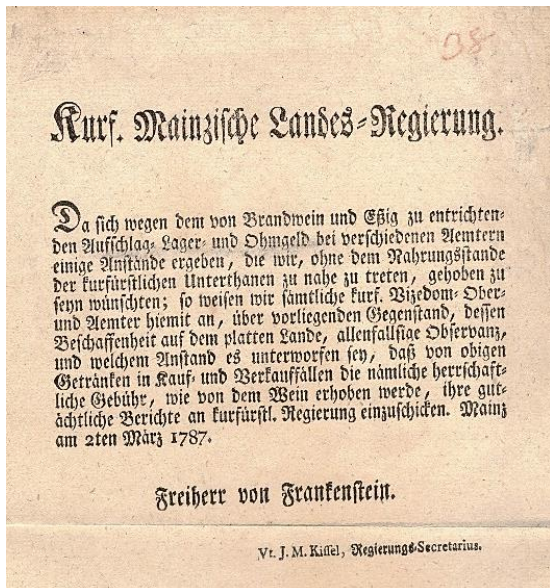 38
Kurf. Mainzische Landes-Regierung.
Da sich wegen dem von Brandwein und Eßig zu entrichten-
den Aufschlag- Lager- und Ohmgeld bei verschiedenen Aemtern
einige Anstände ergeben, die wir, ohne dem Nahrungsstande
der kurfürstlichen Unterthanen zu nahe zu treten, gehoben zu
seyn wünschten; so weisen wir sämtliche kurf. Vizedom- Ober-
und Aemter hiemit an, über vorliegenden Gegenstand, dessen
Beschaffenheit auf dem platten Lande, allenfallsige Observanz,
und welchem Anstand es unterworfen sey, daß von obigen
Getränken in Kauf- und Verkauffällen die nämliche herrschaft-
liche Gebühr, wie von dem Wein erhoben werde, ihre gut-
ächtliche Berichte an kurfürstl. Regierung einzuschicken. Mainz
am 2ten März 1787.
Freiherr von Frankenstein.
Vt. J. M. Kissel, Regierungs-Secretarius.